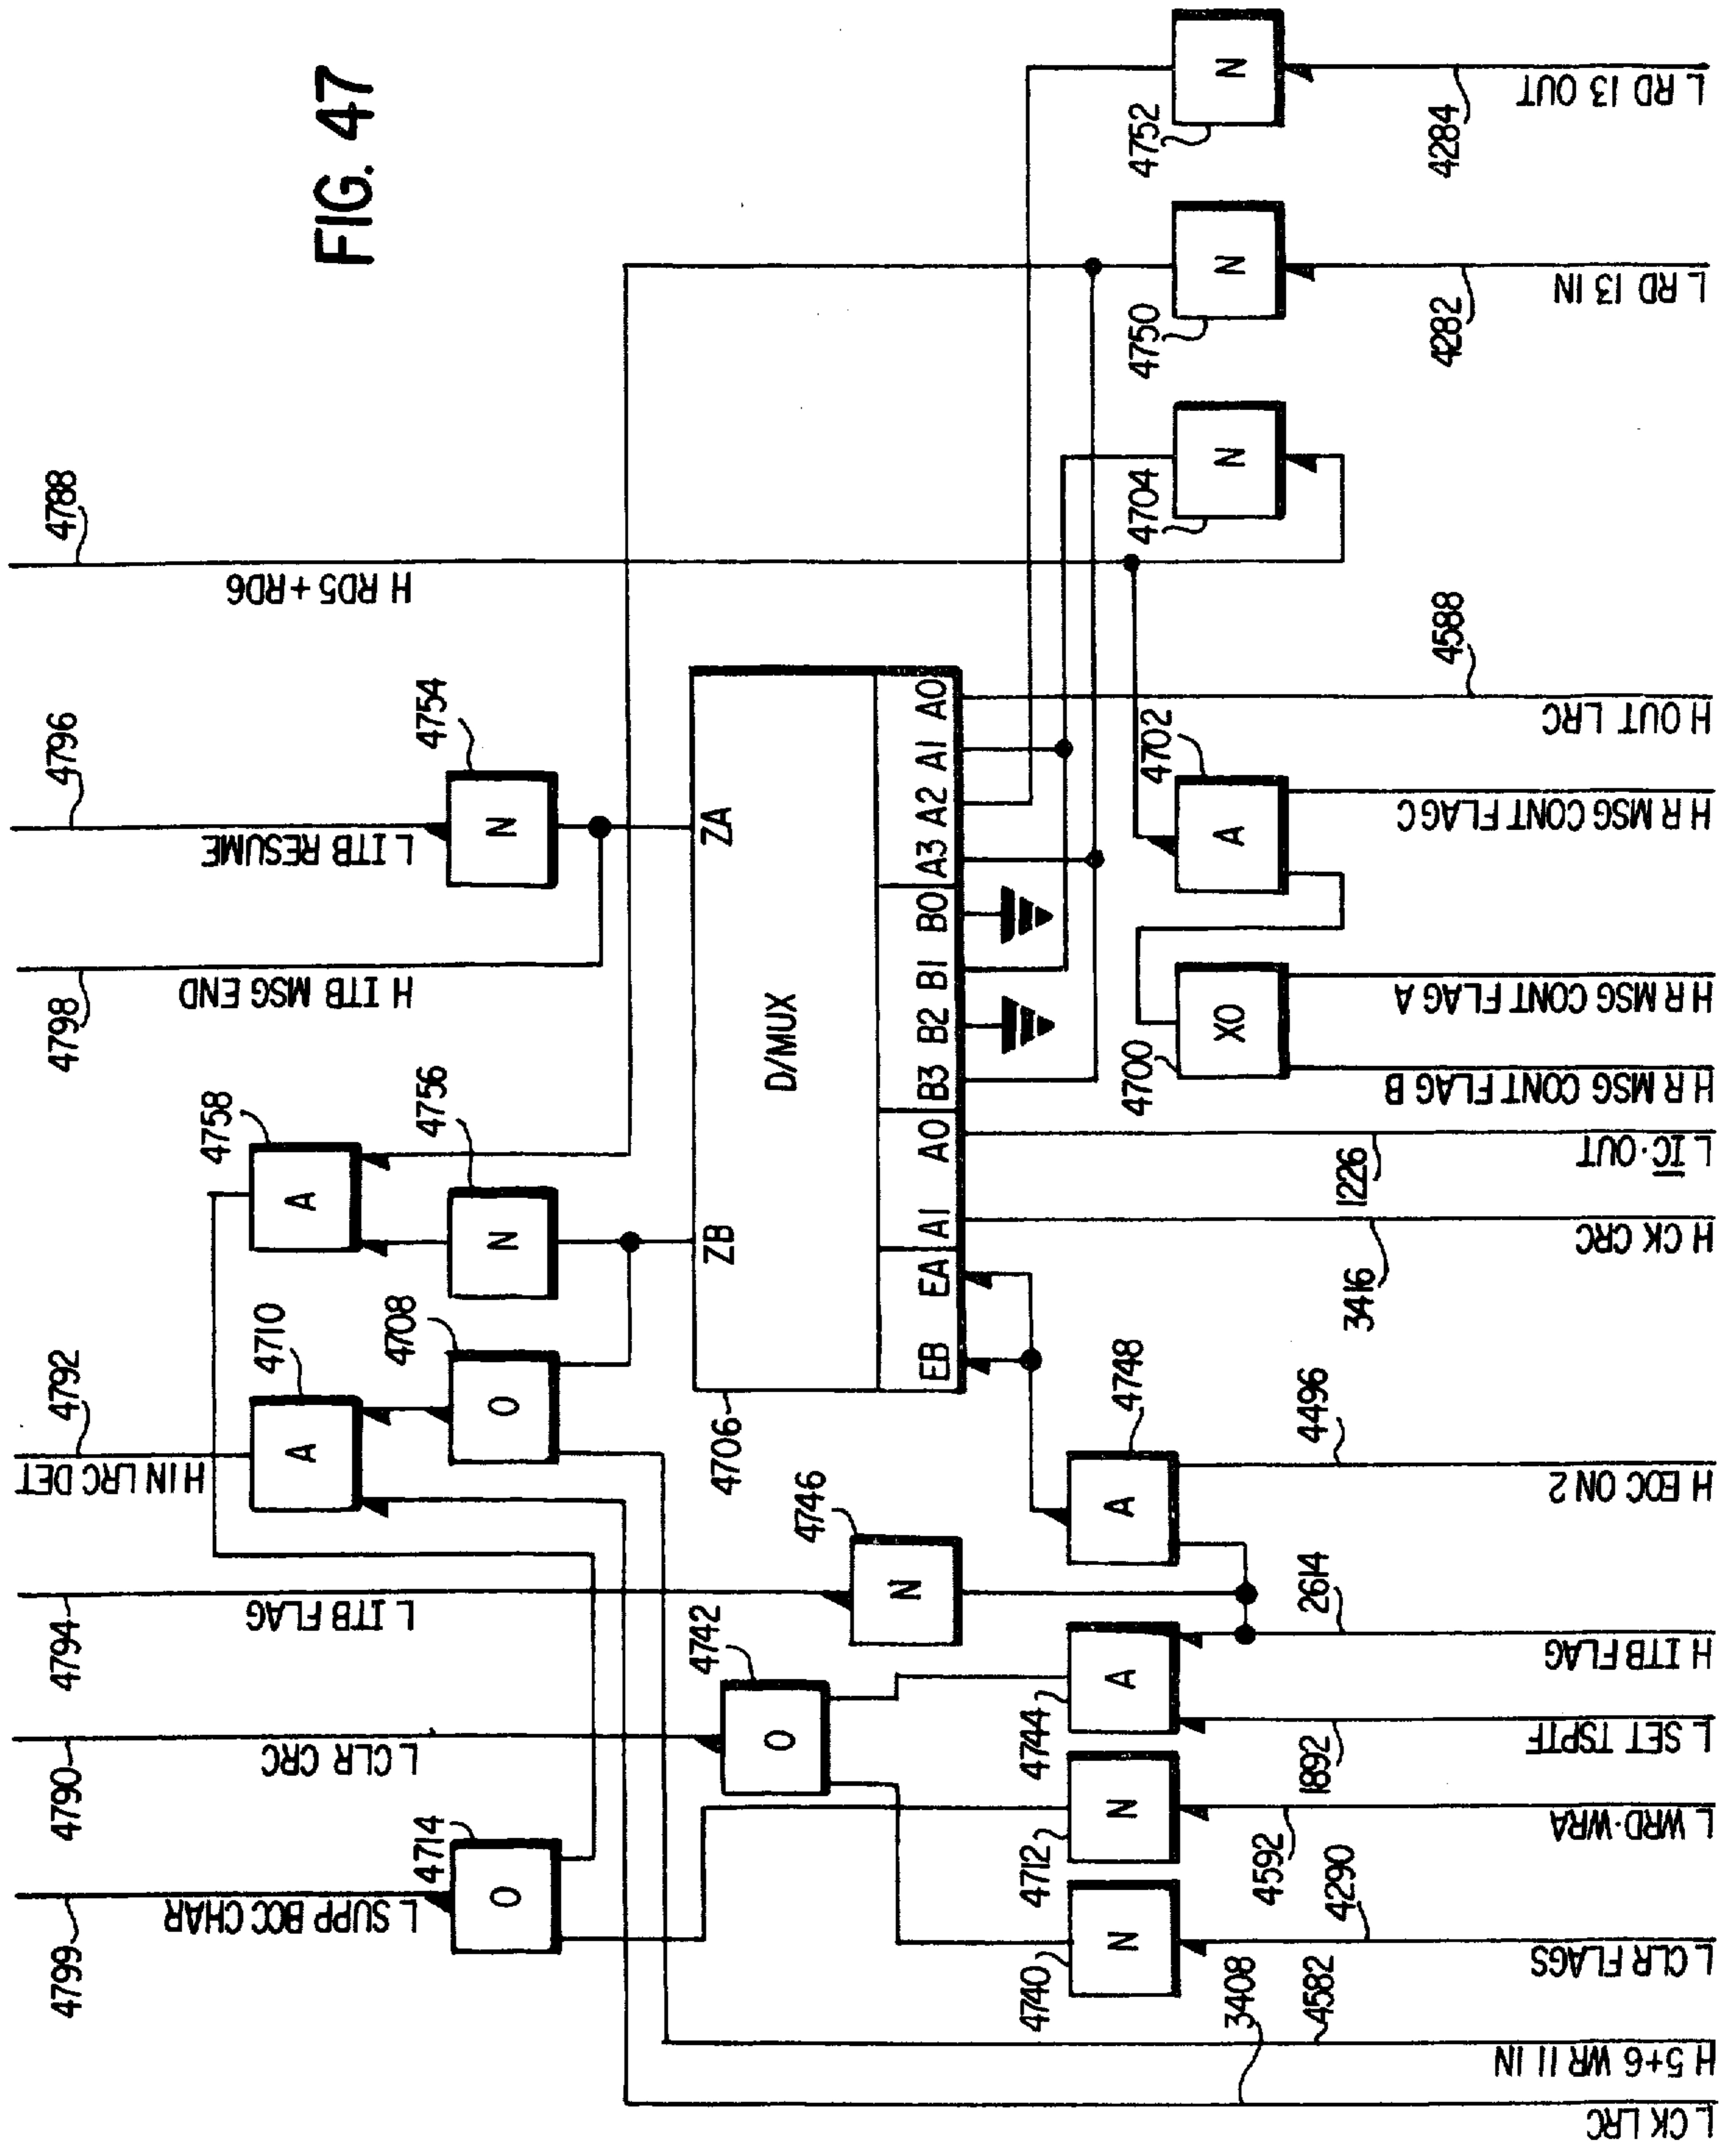 FIG. 47
4799
L SUPP BCC CHAR
4790
L CLR CRC
4794
L ITB FLAG
4792
H IN LRC DET
4798
H ITB MSG END
4796
L ITB RESUME
4788
H RD5 + RD6
4714
O
4710
A
4758
A
4708
O
4756
N
4754
N
4742
O
4746
N
4706
D/MUX
ZB
ZA
EB
EA
A1
A0
B3
B2
B1
B0
A3
A2
A1
A0
4740
N
4712
N
4744
A
4748
A
4700
XO
4702
A
4704
N
4750
N
4752
N
3408
L CK LRC
4582
H 5+6 WR 11 IN
4290
L CLR FLAGS
4592
L WRD·WRA
1892
L SET TSPTF
2614
H ITB FLAG
4496
H EOC ON 2
3416
H CK CRC
1226
L I̅C̅·OUT
H R MSG CONT FLAG B
H R MSG CONT FLAG A
H R MSG CONT FLAG C
4588
H OUT LRC
4282
L RD 13 IN
4284
L RD 13 OUT